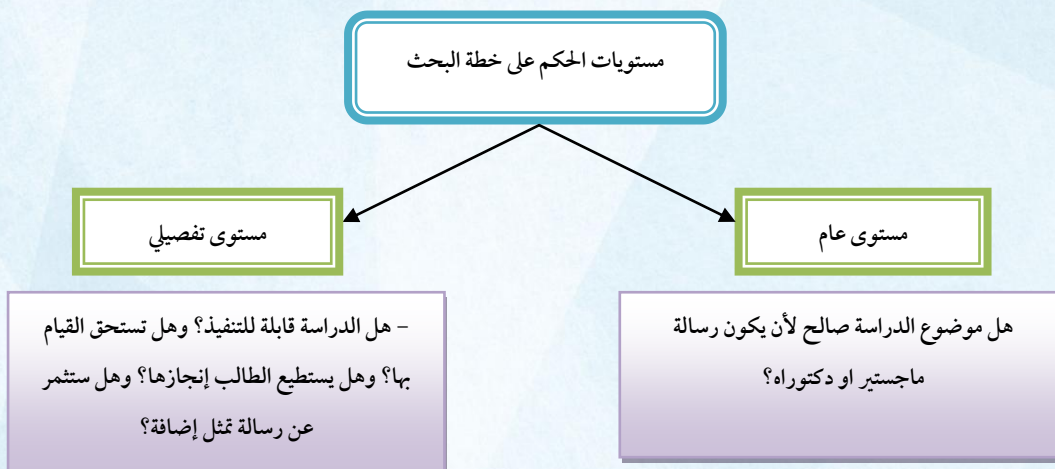 مستويات الحكم على خطة البحث
مستوى عام
هل موضوع الدراسة صالح لأن يكون رسالة
ماجستير او دكتوراه؟
مستوى تفصيلي
– هل الدراسة قابلة للتنفيذ؟ وهل تستحق القيام
بها؟ وهل يستطيع الطالب إنجازها؟ وهل ستثمر
عن رسالة تمثل إضافة؟